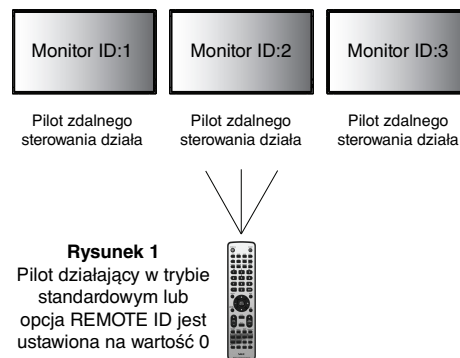 Monitor ID:1 Monitor ID:2 Monitor ID:3
Pilot zdalnego Pilot zdalnego Pilot zdalnego
sterowania działa sterowania działa sterowania działa
Rysunek 1
Pilot działający w trybie
standardowym lub
opcja REMOTE ID jest
ustawiona na wartość 0